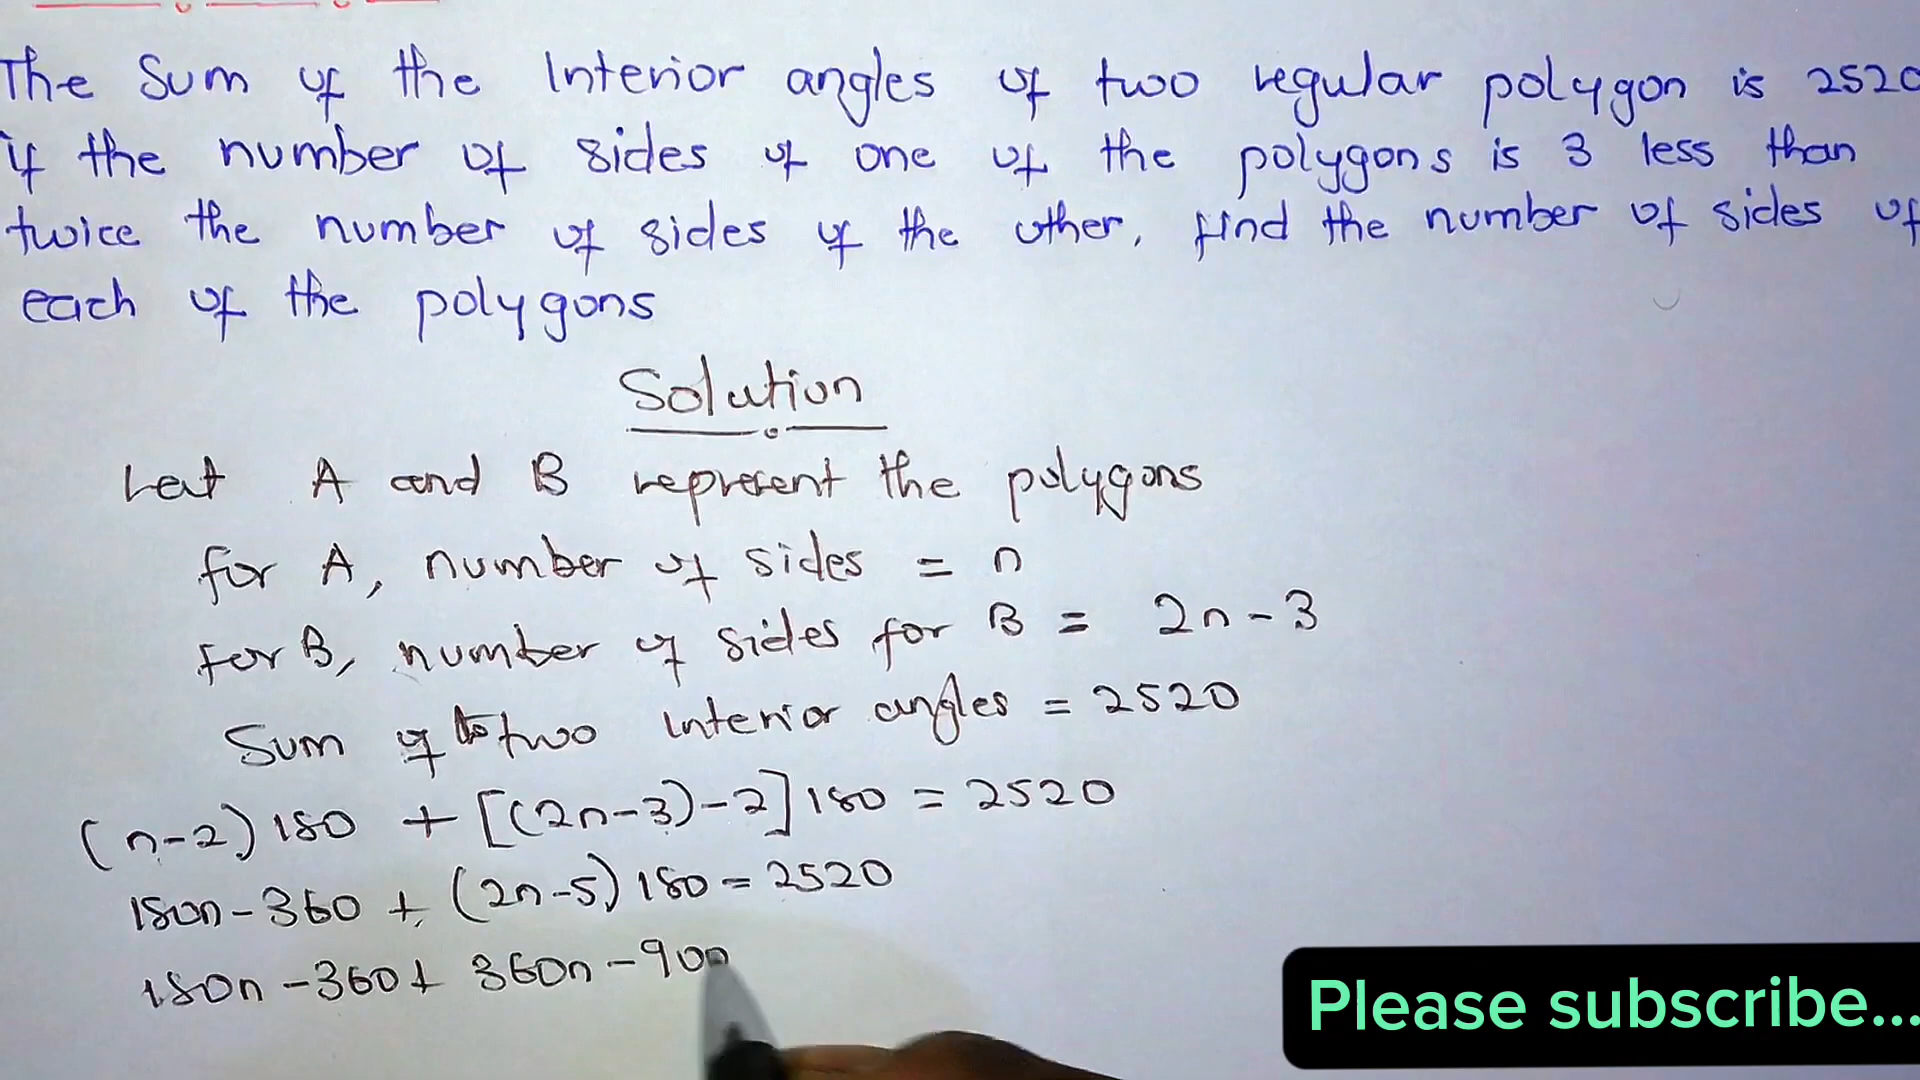 The Sum of the Interior angles of two regular polygon is 2520
if the number of sides of one of the polygons is 3 less than
twice the number of sides of the other, find the number of sides of
each of the polygons
Solution
Let A and B represent the polygons
for A, number of sides = n
for B, number of sides for B = 2n-3
Sum of two interior angles = 2520
(n-2)180 + [(2n-3)-2]180 = 2520
180n-360 + (2n-5)180 = 2520
180n-360+ 360n-900
Please subscribe...